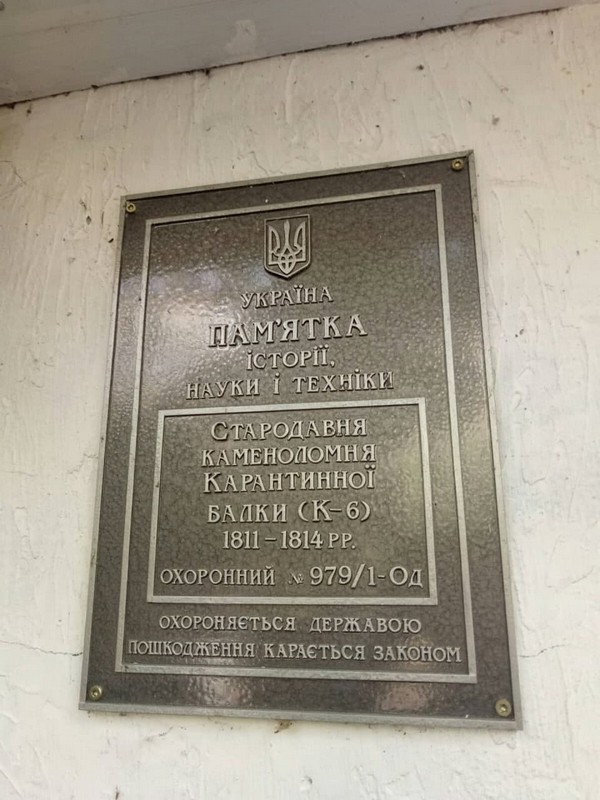 УКРАЇНА
ПАМ'ЯТКА
ІСТОРІЇ,
НАУКИ І ТЕХНІКИ
СТАРОДАВНЯ
КАМЕНОЛОМНЯ
КАРАНТИННОЇ
БАЛКИ (К-6)
1811 – 1814 РР.
ОХОРОННИЙ № 979/1-Од
ОХОРОНЯЄТЬСЯ ДЕРЖАВОЮ
ПОШКОДЖЕННЯ КАРАЄТЬСЯ ЗАКОНОМ